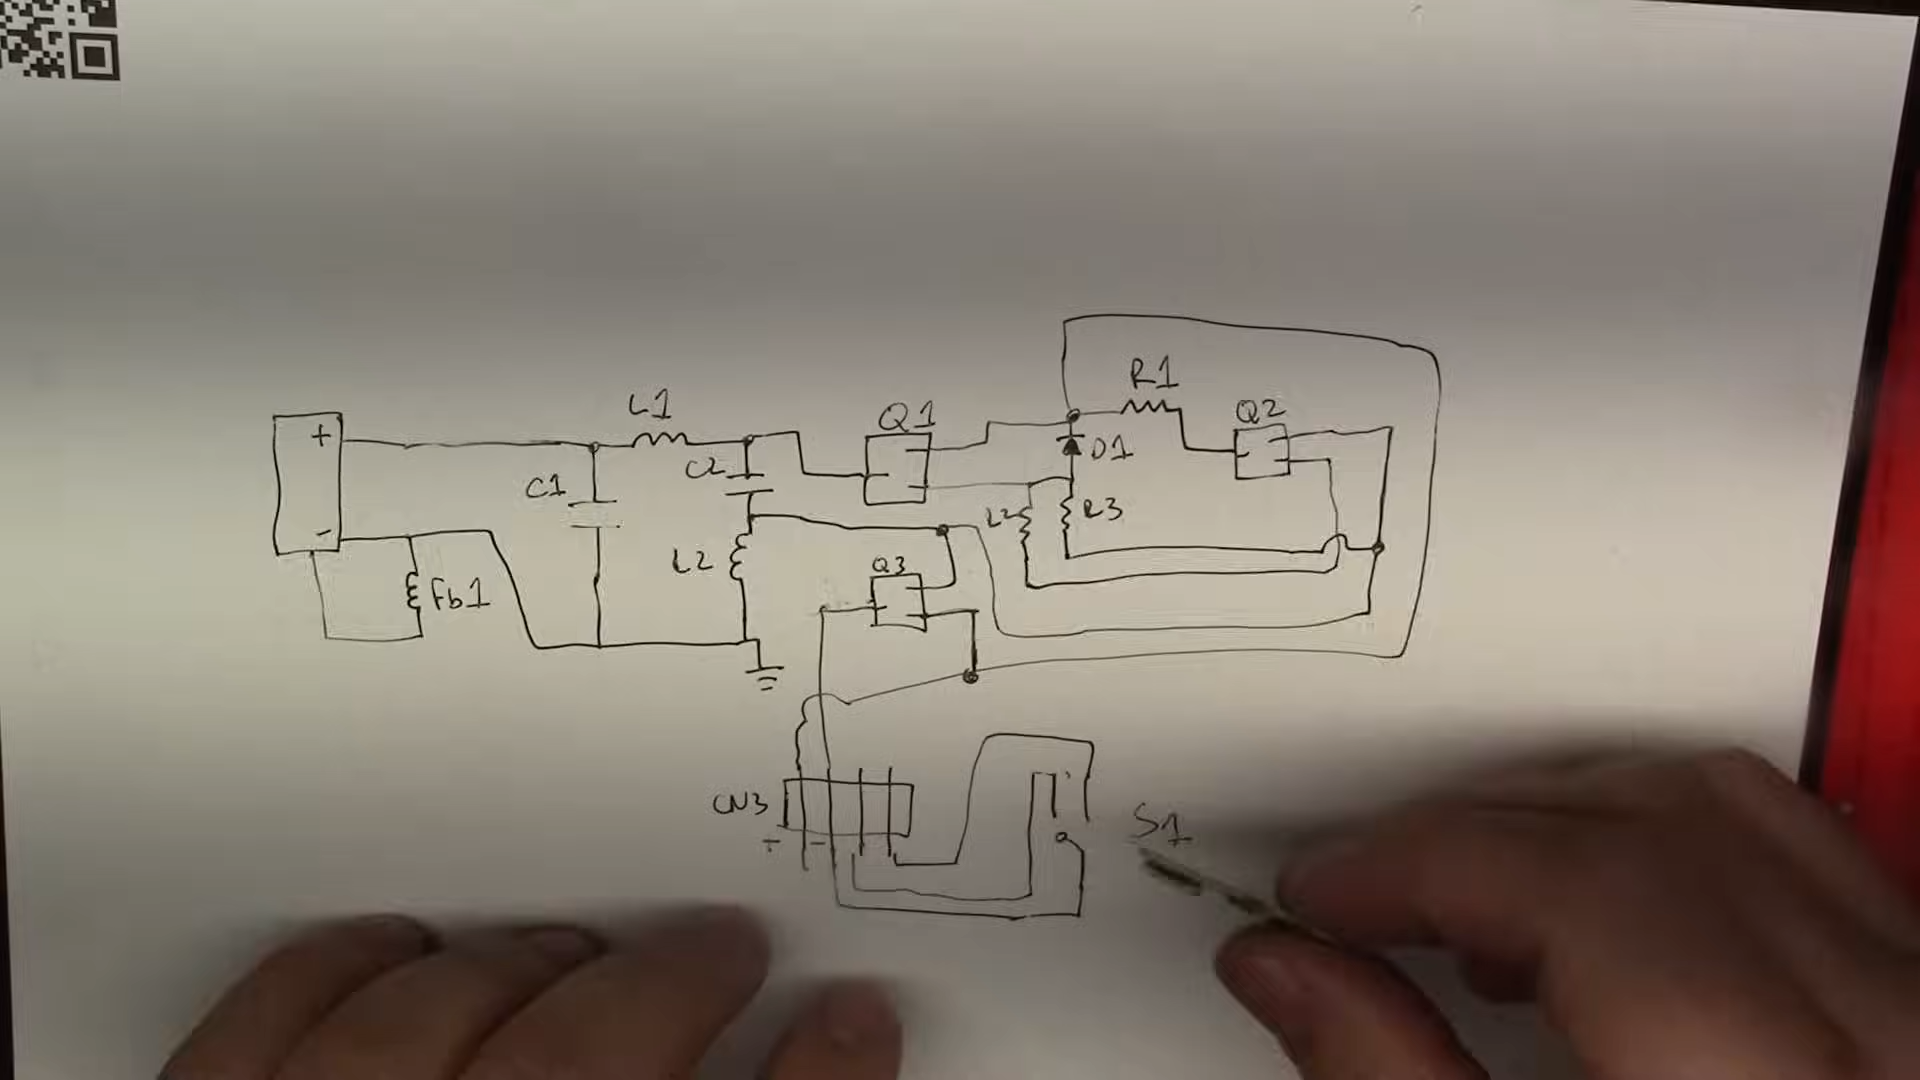 R1
L1
Q1
Q2
+
C2
D1
C1
R2
R3
-
L2
Q3
Fb1
CN3
S1
+ -